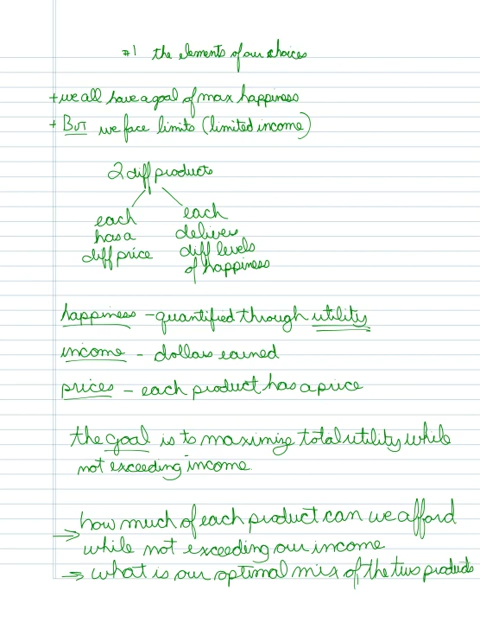 #1 the elements of our choices
+ we all have a goal of max happiness
+ But we face limits (limited income)
2 diff products
each has a diff price
each delivers diff levels of happiness
happiness - quantified through utility
income - dollars earned
prices - each product has a price
the goal is to maximize total utility while
not exceeding income
→ how much of each product can we afford
while not exceeding our income
→ what is our optimal mix of the two products